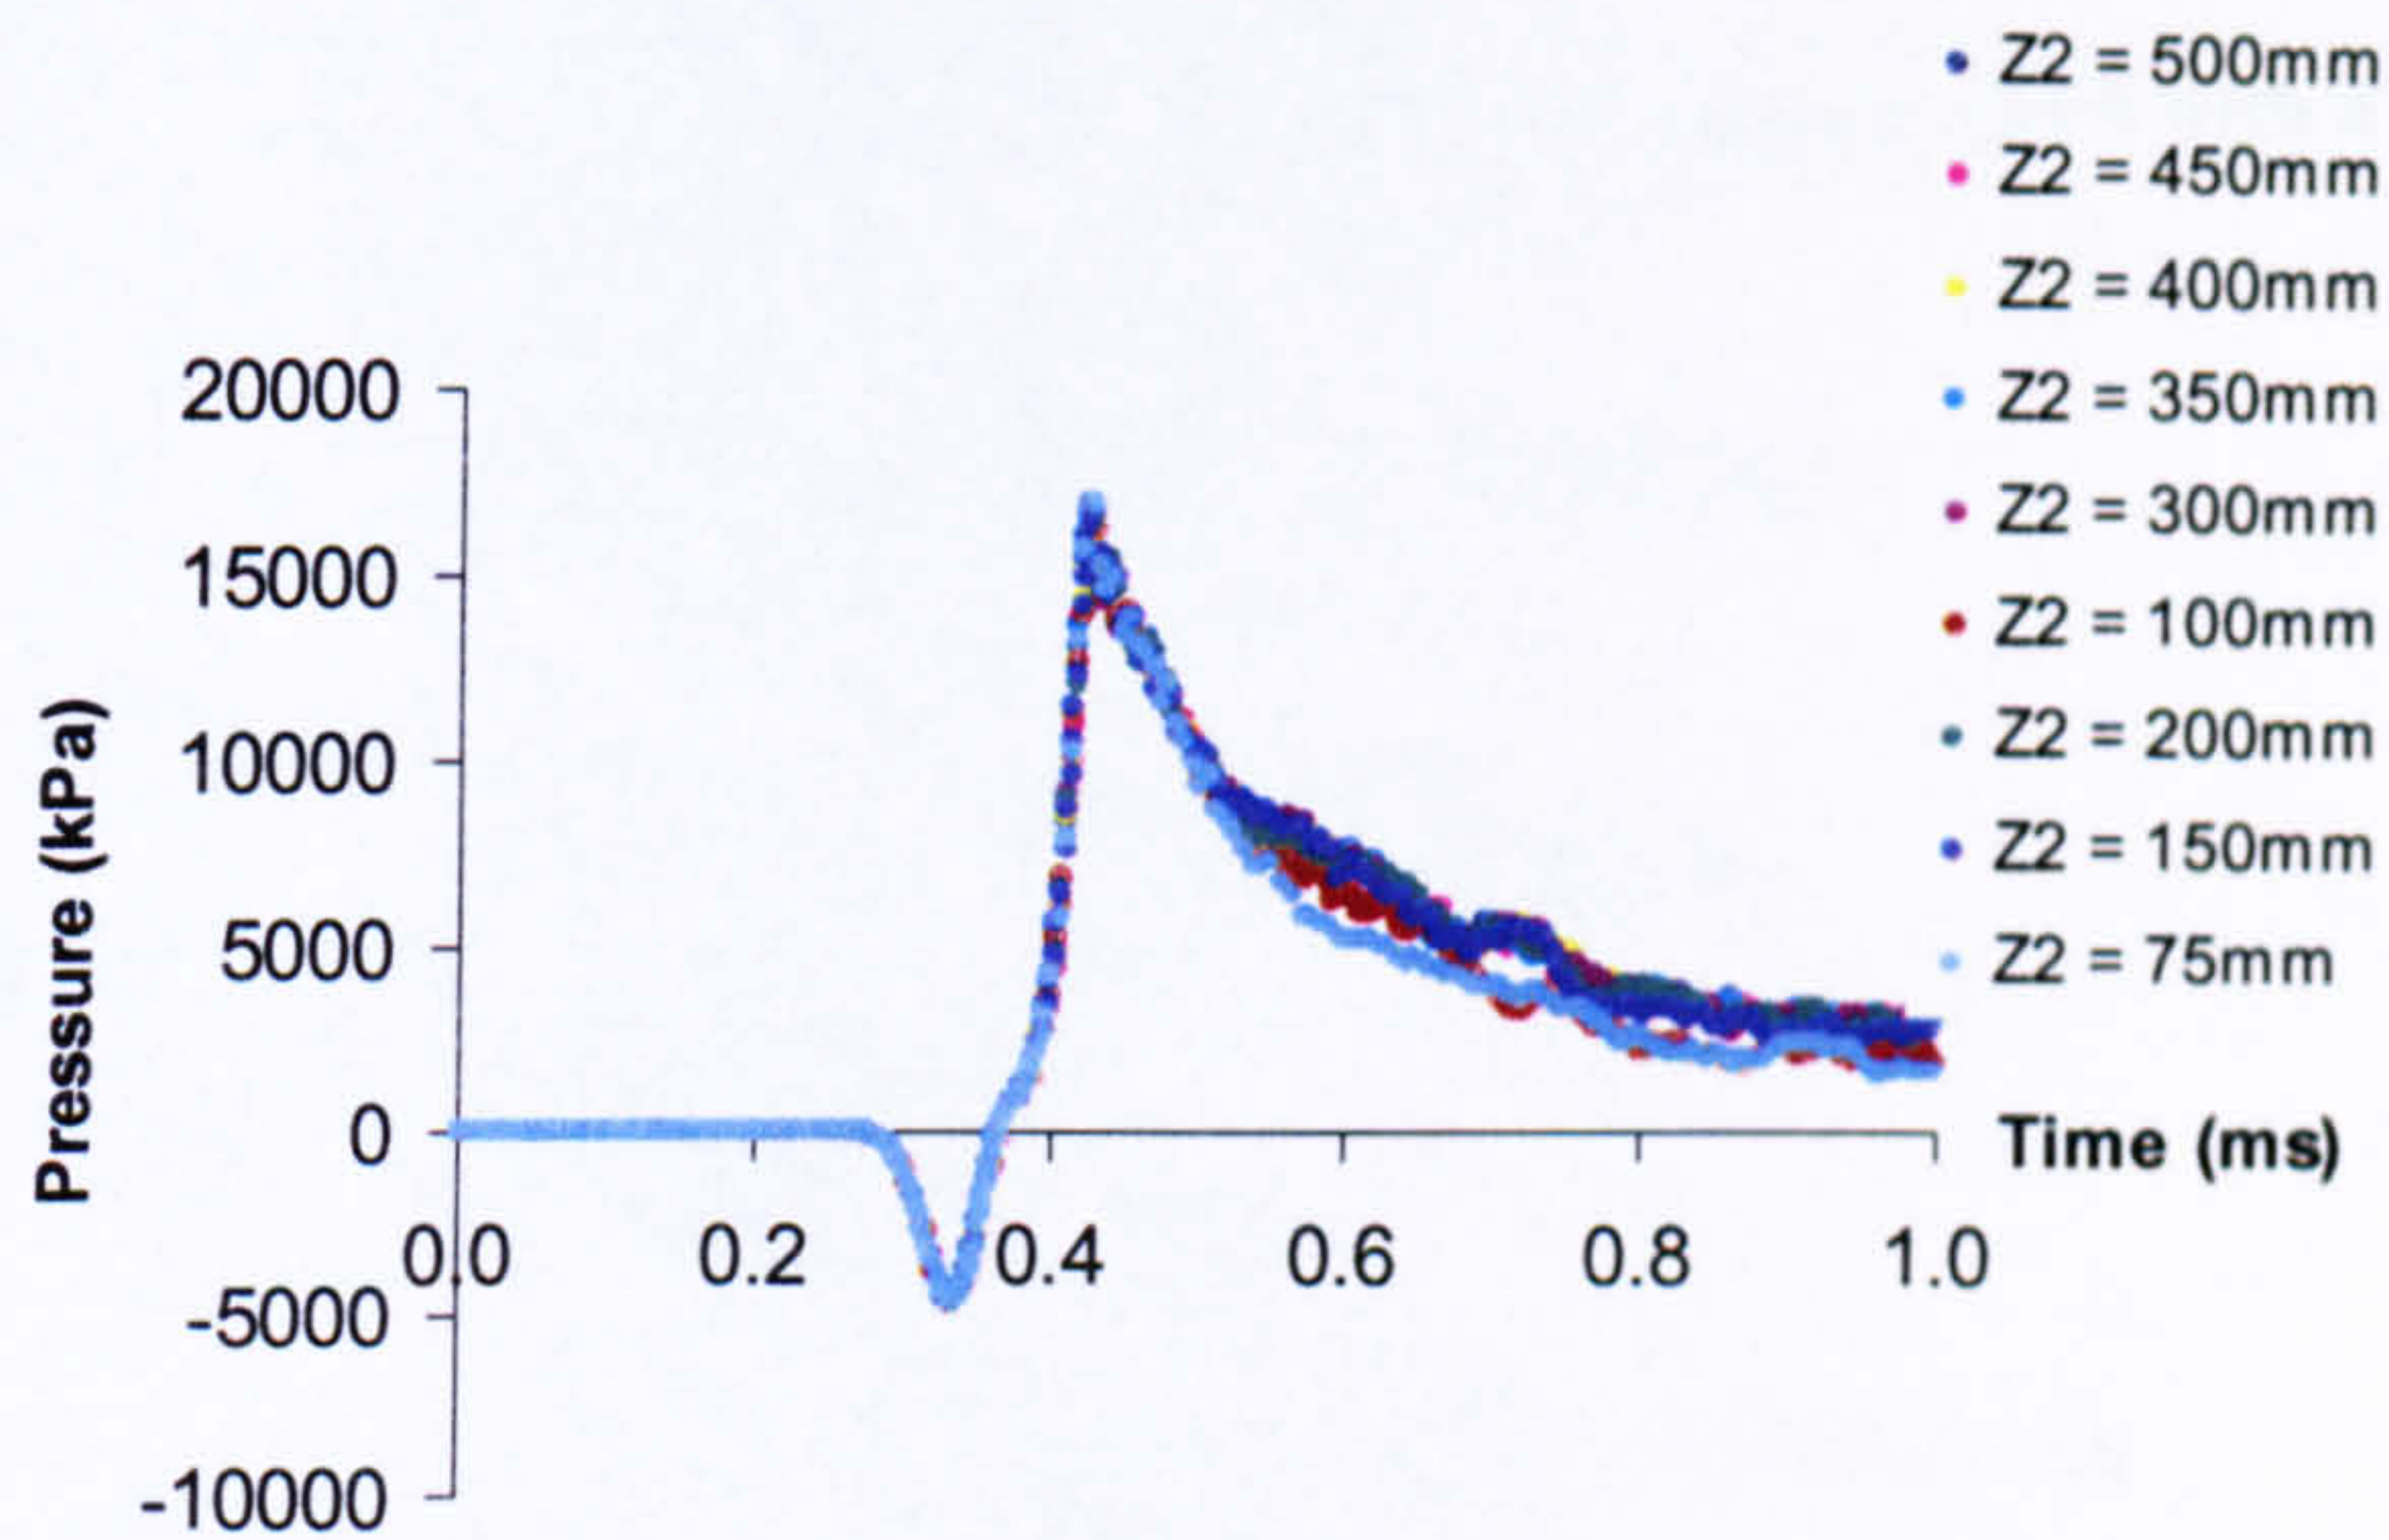 Z2 = 500mm
Z2 = 450mm
Z2 = 400mm
Z2 = 350mm
Z2 = 300mm
Z2 = 100mm
Z2 = 200mm
Z2 = 150mm
Z2 = 75mm
20000
15000
10000
5000
0
-5000
-10000
Pressure (kPa)
0.0 0.2 0.4 0.6 0.8 1.0
Time (ms)